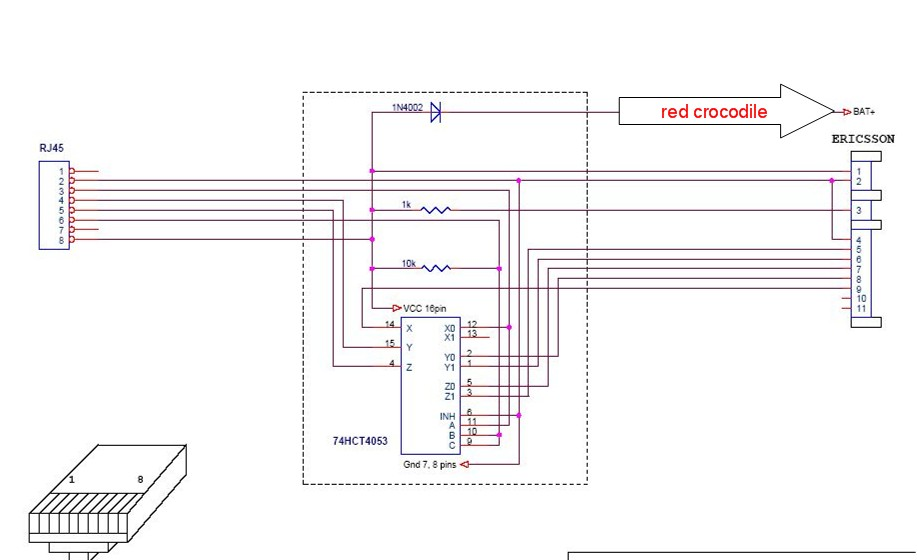 1N4002
red crocodile
BAT+
ERICSSON
RJ45
1
2
3
4
5
6
7
8
1
2
3
4
5
6
7
8
9
10
11
1k
10k
VCC 16pin
14 X X0 12
X1 13
15 Y Y0 2
Y1 1
4 Z Z0 5
Z1 3
INH 6
A 11
B 10
C 9
74HCT4053
Gnd 7, 8 pins
1 8